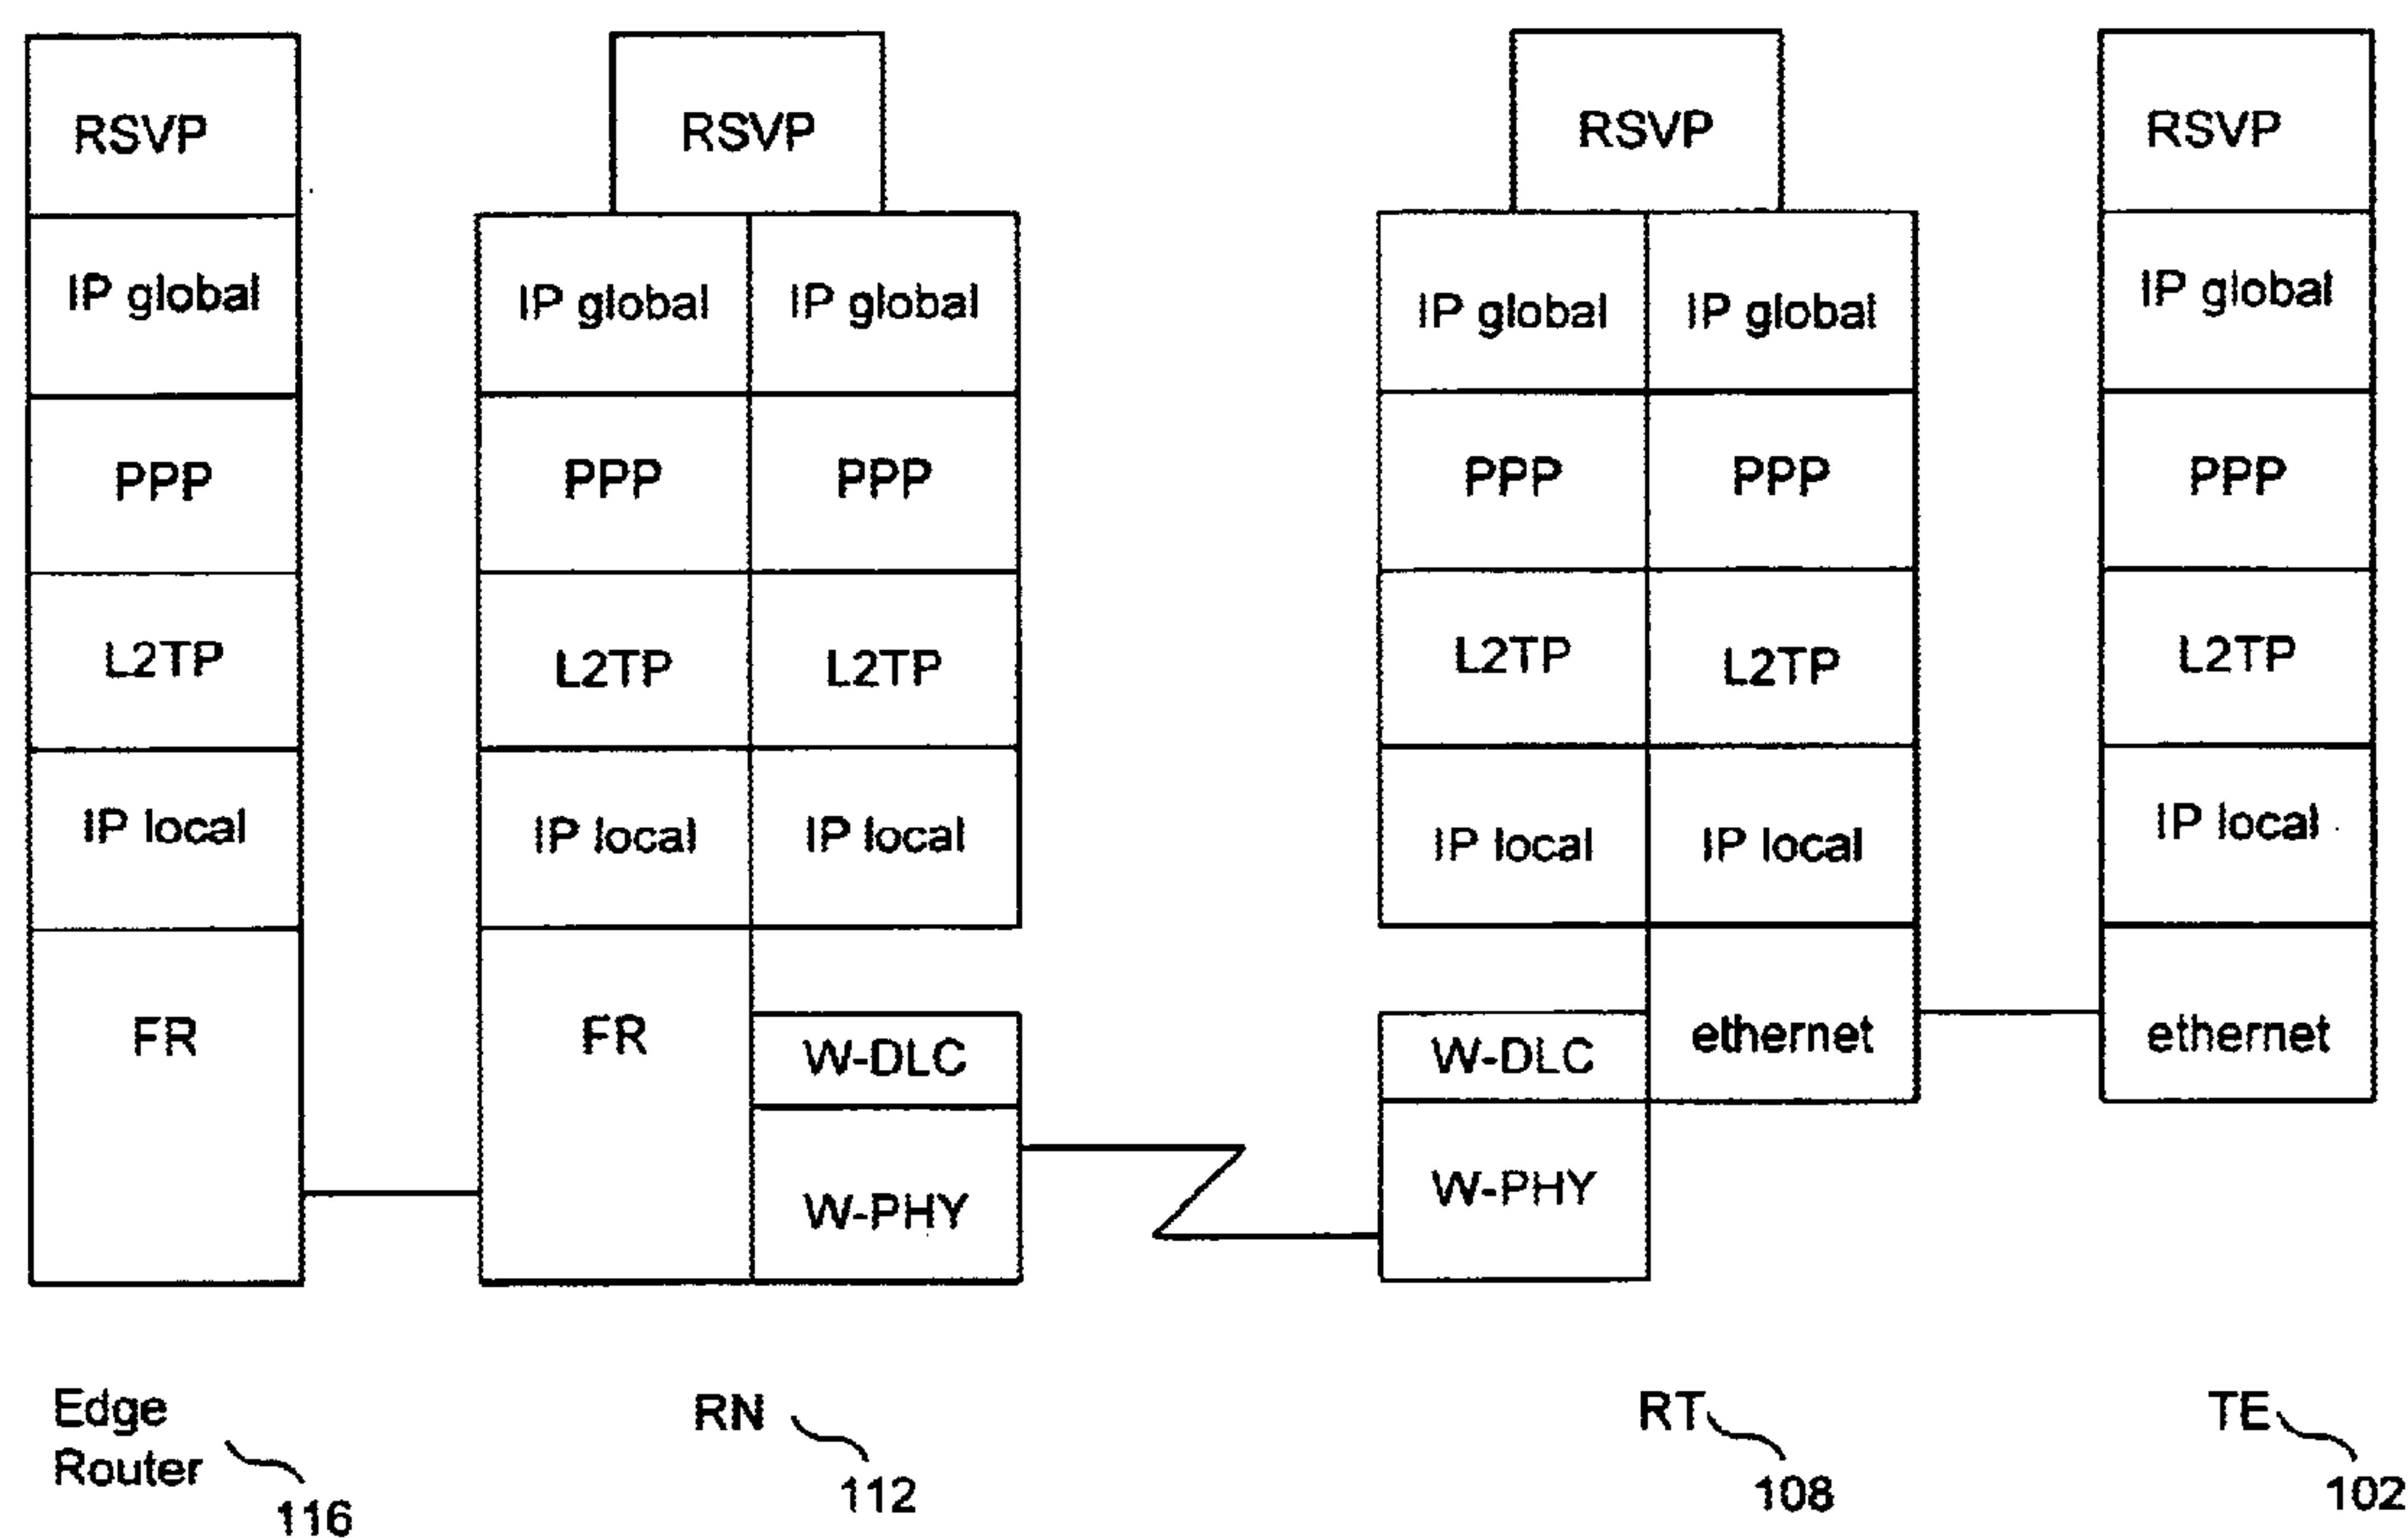 RSVP
RSVP
RSVP
RSVP
IP global
IP global
IP global
IP global
IP global
IP global
PPP
PPP
PPP
PPP
PPP
PPP
L2TP
L2TP
L2TP
L2TP
L2TP
L2TP
IP local
IP local
IP local
IP local
IP local
IP local
FR
FR
W-DLC
W-DLC
ethernet
ethernet
W-PHY
W-PHY
Edge
Router
116
RN
112
RT
108
TE
102